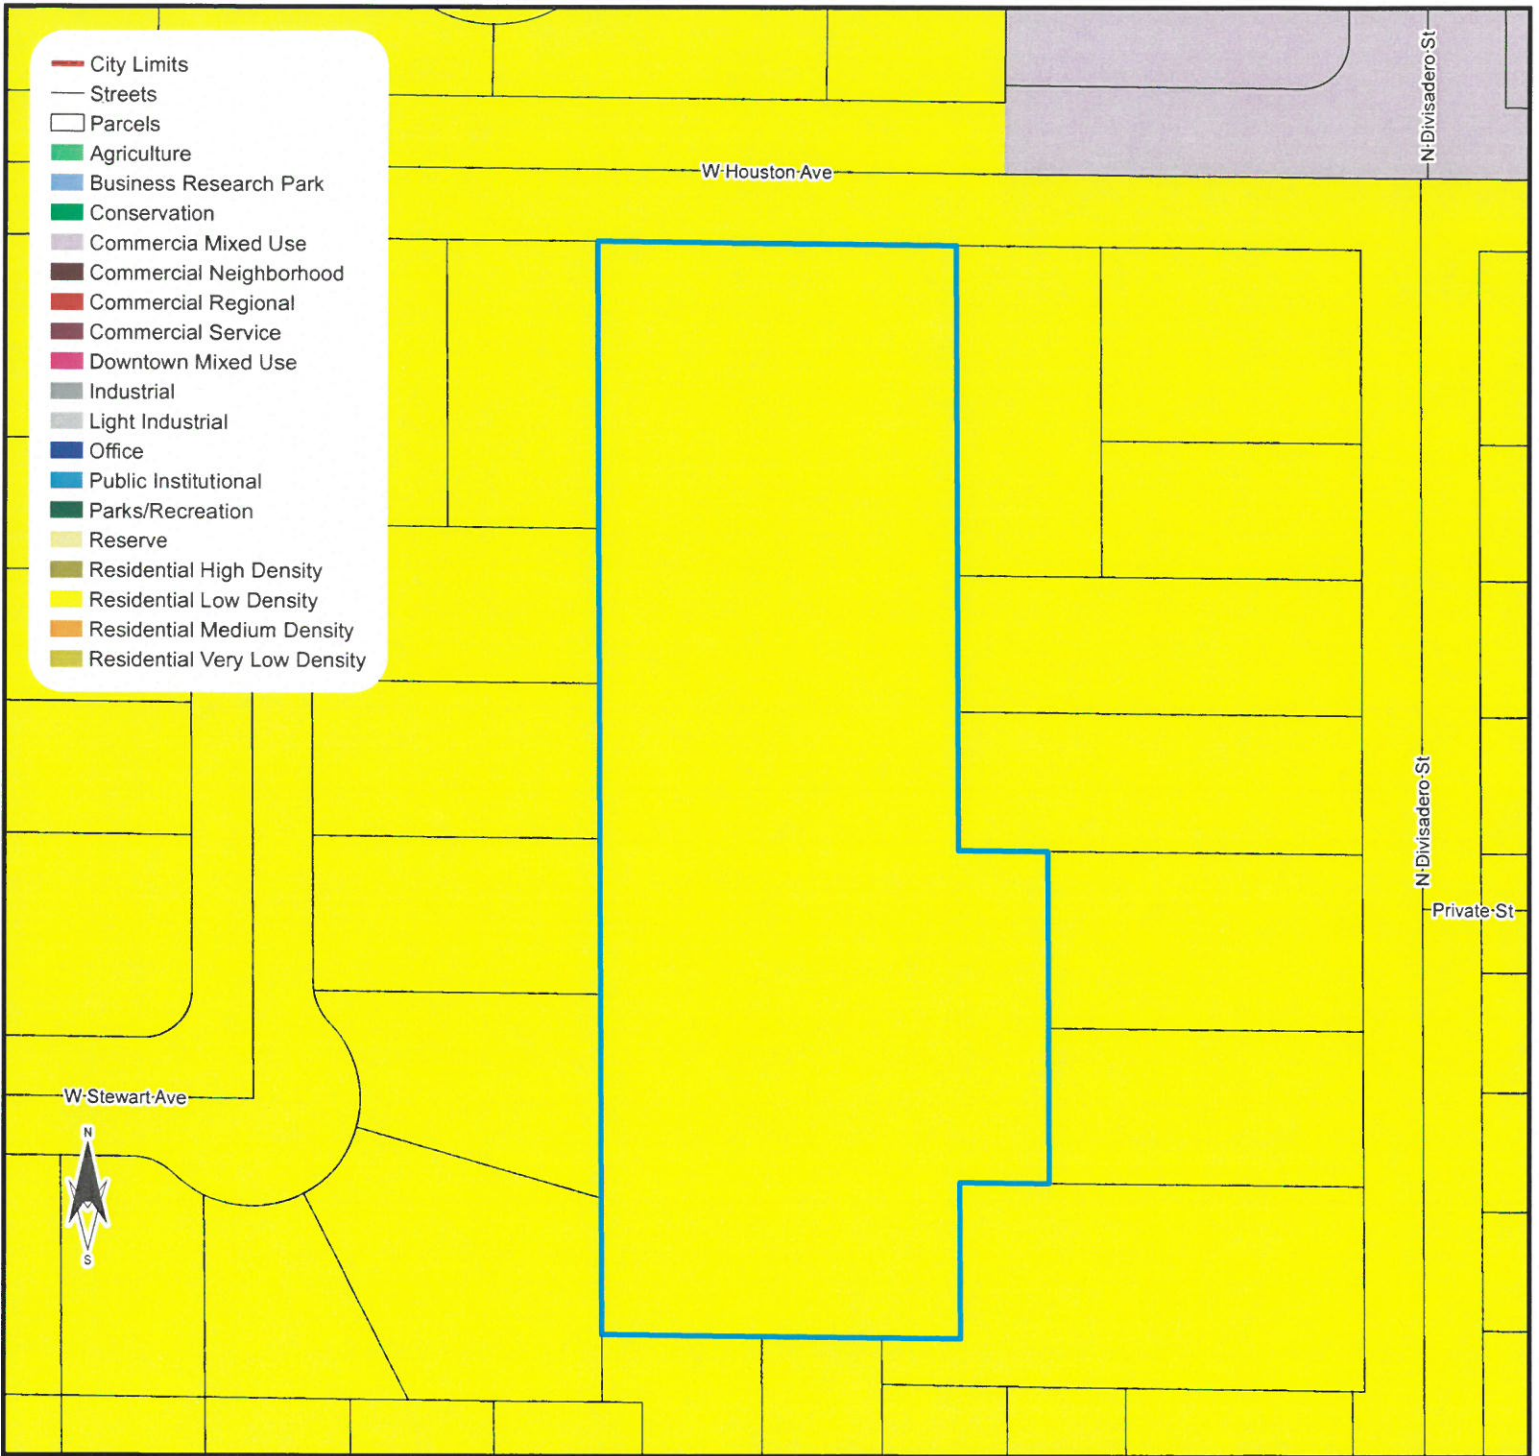 City Limits
Streets
Parcels
Agriculture
Business Research Park
Conservation
Commercia Mixed Use
Commercial Neighborhood
Commercial Regional
Commercial Service
Downtown Mixed Use
Industrial
Light Industrial
Office
Public Institutional
Parks/Recreation
Reserve
Residential High Density
Residential Low Density
Residential Medium Density
Residential Very Low Density
N Divisadero St
W Houston Ave
N Divisadero St
Private St
W Stewart Ave
N
S